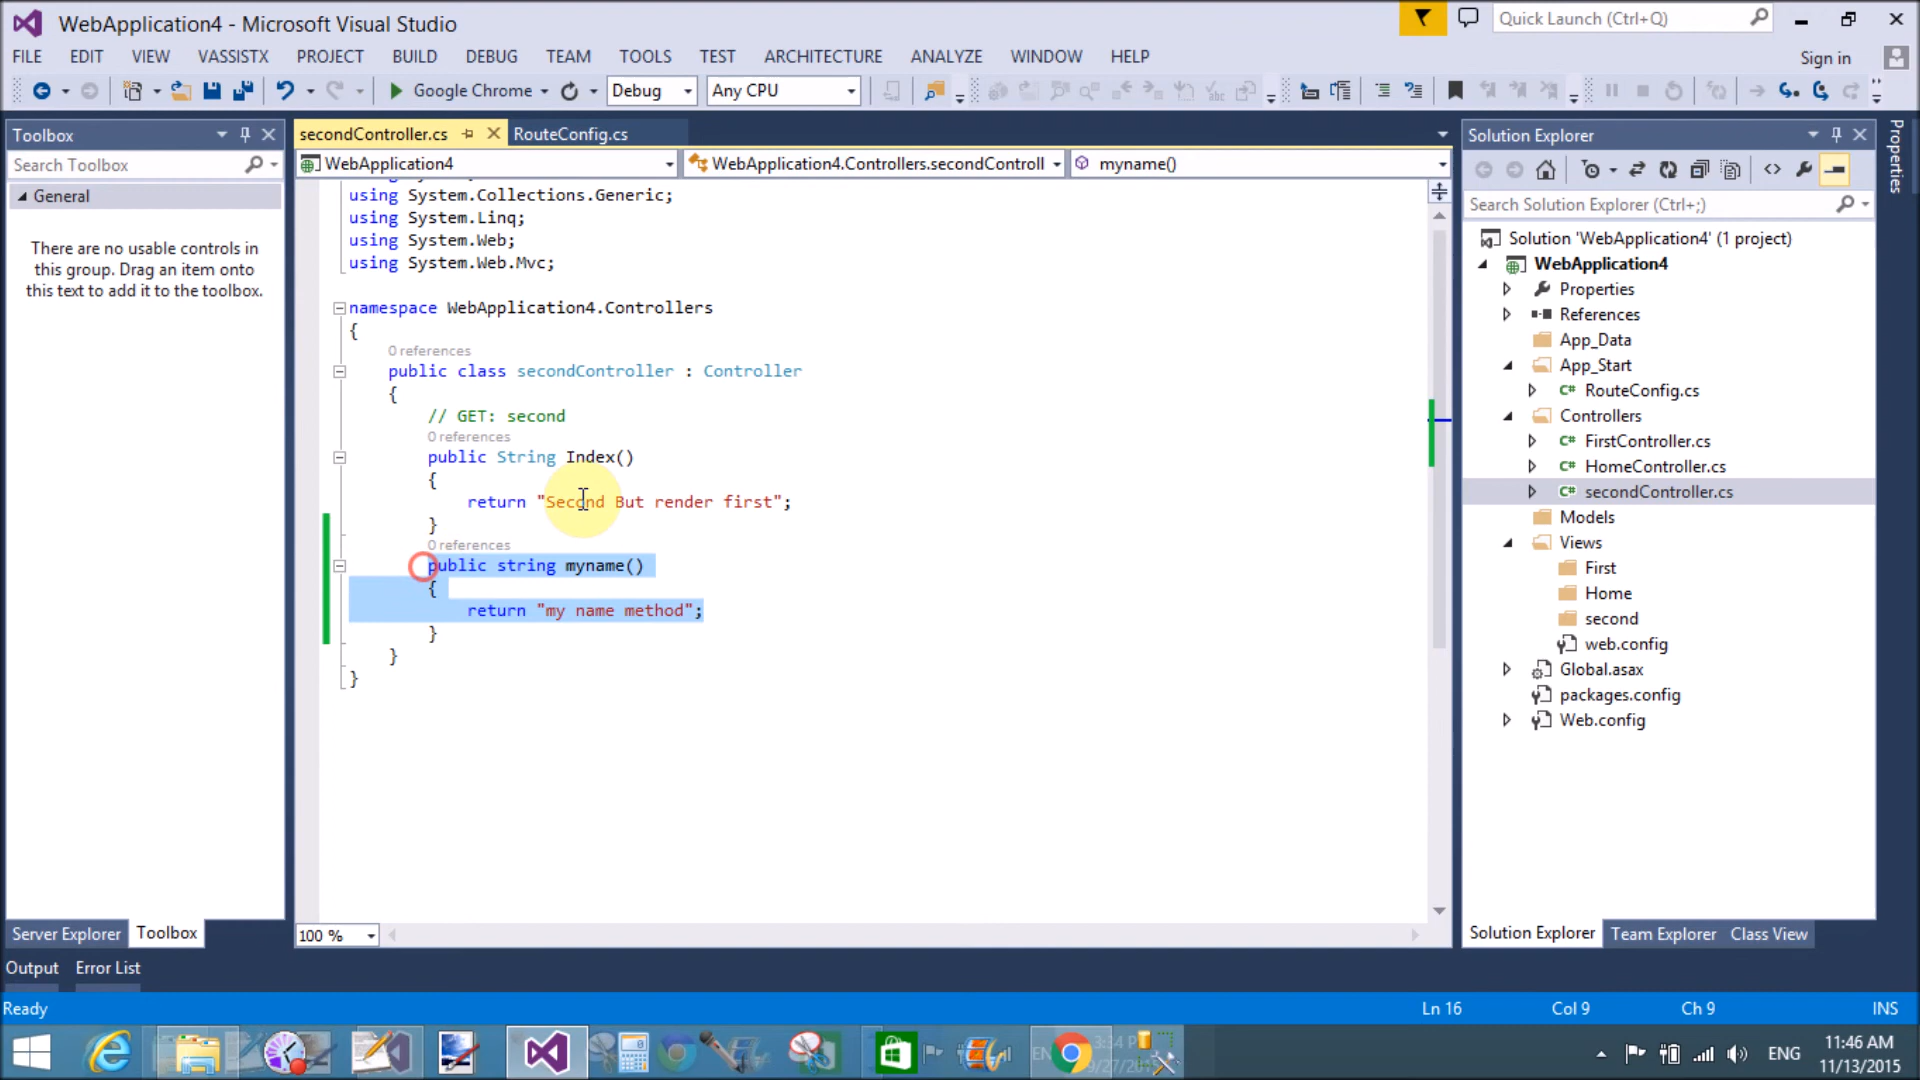 WebApplication4 - Microsoft Visual Studio
Quick Launch (Ctrl+Q)
FILE EDIT VIEW VASSISTX PROJECT BUILD DEBUG TEAM TOOLS TEST ARCHITECTURE ANALYZE WINDOW HELP
Sign in
Google Chrome Debug Any CPU
Toolbox
Search Toolbox
General
There are no usable controls in
this group. Drag an item onto
this text to add it to the toolbox.
secondController.cs RouteConfig.cs
WebApplication4 WebApplication4.Controllers.secondControll myname()
using System.Collections.Generic;
using System.Linq;
using System.Web;
using System.Web.Mvc;
namespace WebApplication4.Controllers
{
0 references
public class secondController : Controller
{
// GET: second
0 references
public String Index()
{
return "Second But render first";
}
0 references
public string myname()
{
return "my name method";
}
}
}
100 %
Solution Explorer
Search Solution Explorer (Ctrl+;)
Solution 'WebApplication4' (1 project)
WebApplication4
Properties
References
App_Data
App_Start
C# RouteConfig.cs
Controllers
C# FirstController.cs
C# HomeController.cs
C# secondController.cs
Models
Views
First
Home
second
web.config
Global.asax
packages.config
Web.config
Properties
Server Explorer Toolbox
Solution Explorer Team Explorer Class View
Output Error List
Ready
Ln 16 Col 9 Ch 9 INS
ENG
11:46 AM
11/13/2015